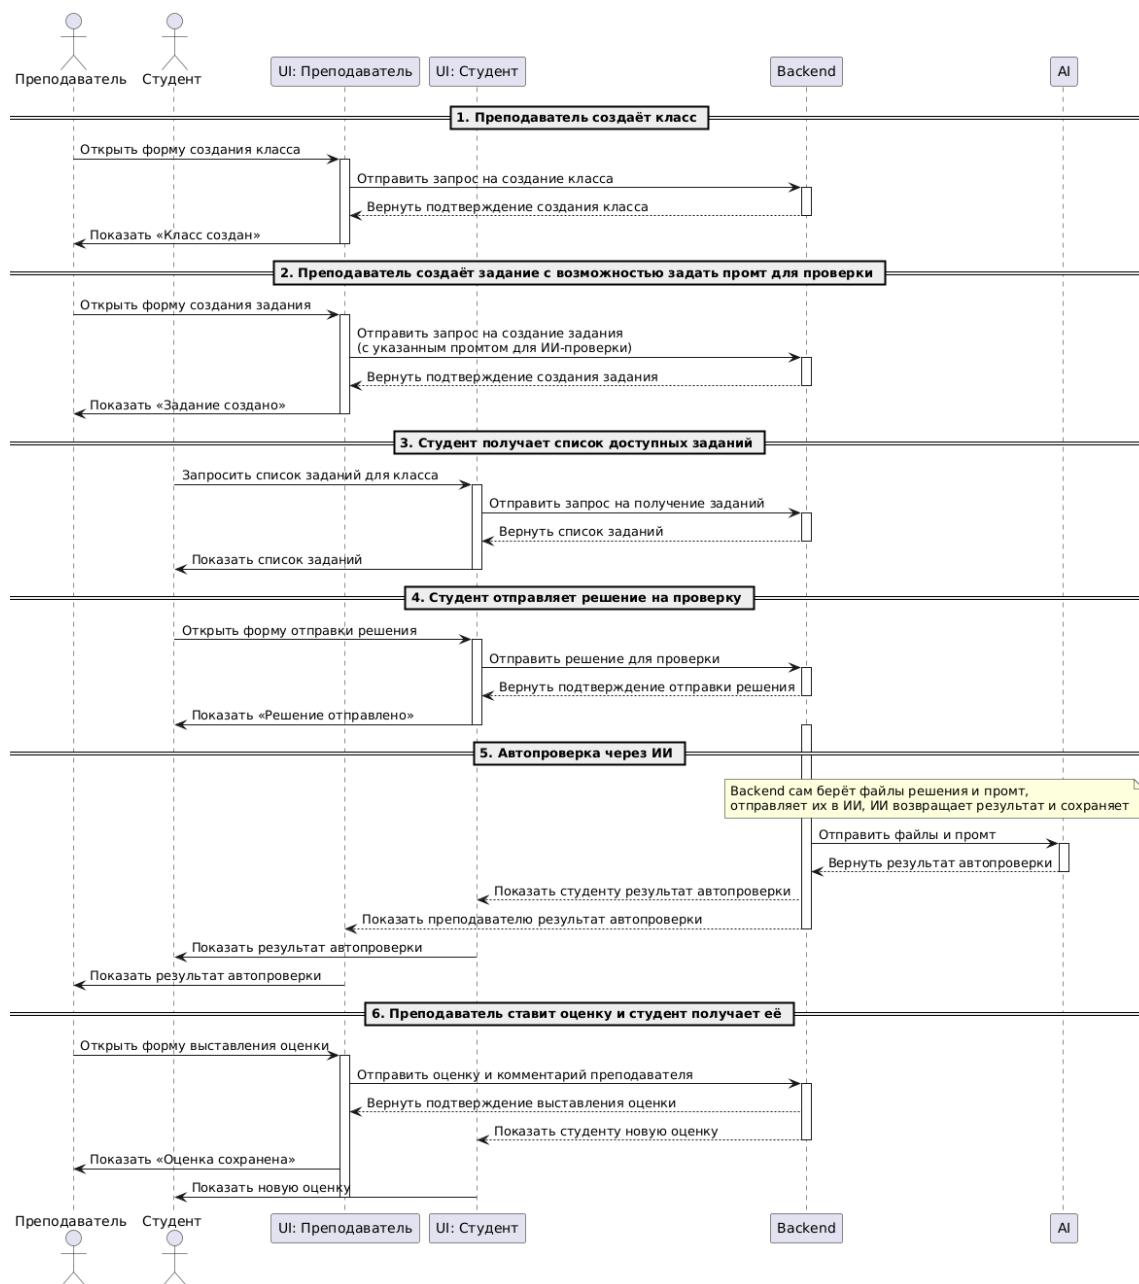 Преподаватель
Студент
UI: Преподаватель
UI: Студент
Backend
AI
1. Преподаватель создаёт класс
Открыть форму создания класса
Отправить запрос на создание класса
Вернуть подтверждение создания класса
Показать «Класс создан»
2. Преподаватель создаёт задание с возможностью задать промт для проверки
Открыть форму создания задания
Отправить запрос на создание задания
(с указанным промтом для ИИ-проверки)
Вернуть подтверждение создания задания
Показать «Задание создано»
3. Студент получает список доступных заданий
Запросить список заданий для класса
Отправить запрос на получение заданий
Вернуть список заданий
Показать список заданий
4. Студент отправляет решение на проверку
Открыть форму отправки решения
Отправить решение для проверки
Вернуть подтверждение отправки решения
Показать «Решение отправлено»
5. Автопроверка через ИИ
Backend сам берёт файлы решения и промт,
отправляет их в ИИ, ИИ возвращает результат и сохраняет
Отправить файлы и промт
Вернуть результат автопроверки
Показать студенту результат автопроверки
Показать преподавателю результат автопроверки
Показать результат автопроверки
Показать результат автопроверки
6. Преподаватель ставит оценку и студент получает её
Открыть форму выставления оценки
Отправить оценку и комментарий преподавателя
Вернуть подтверждение выставления оценки
Показать студенту новую оценку
Показать «Оценка сохранена»
Показать новую оценку
Преподаватель
Студент
UI: Преподаватель
UI: Студент
Backend
AI